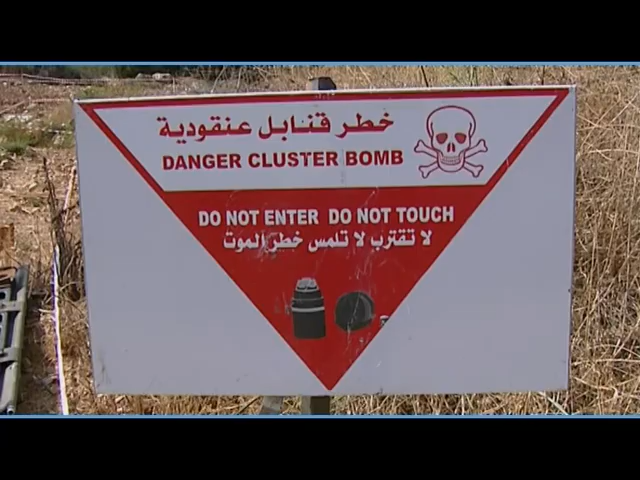 خطر قنابل عنقودية
DANGER CLUSTER BOMB
DO NOT ENTER DO NOT TOUCH
لا تقترب لا تلمس خطر الموت